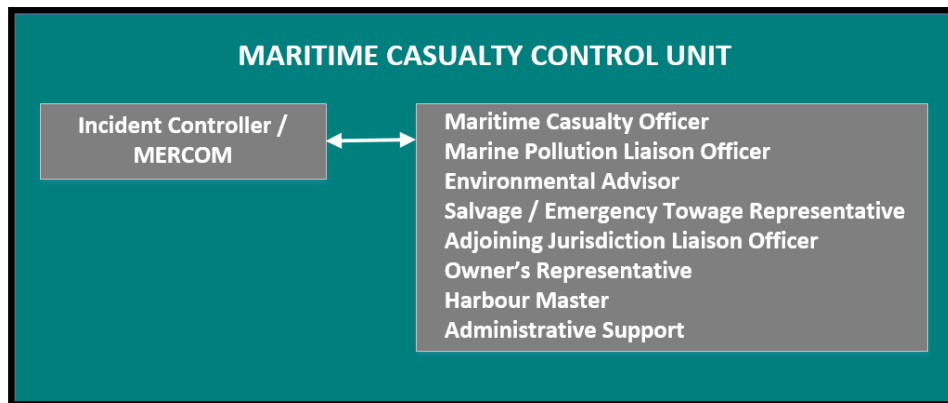 MARITIME CASUALTY CONTROL UNIT
Incident Controller /
MERCOM
Maritime Casualty Officer
Marine Pollution Liaison Officer
Environmental Advisor
Salvage / Emergency Towage Representative
Adjoining Jurisdiction Liaison Officer
Owner's Representative
Harbour Master
Administrative Support